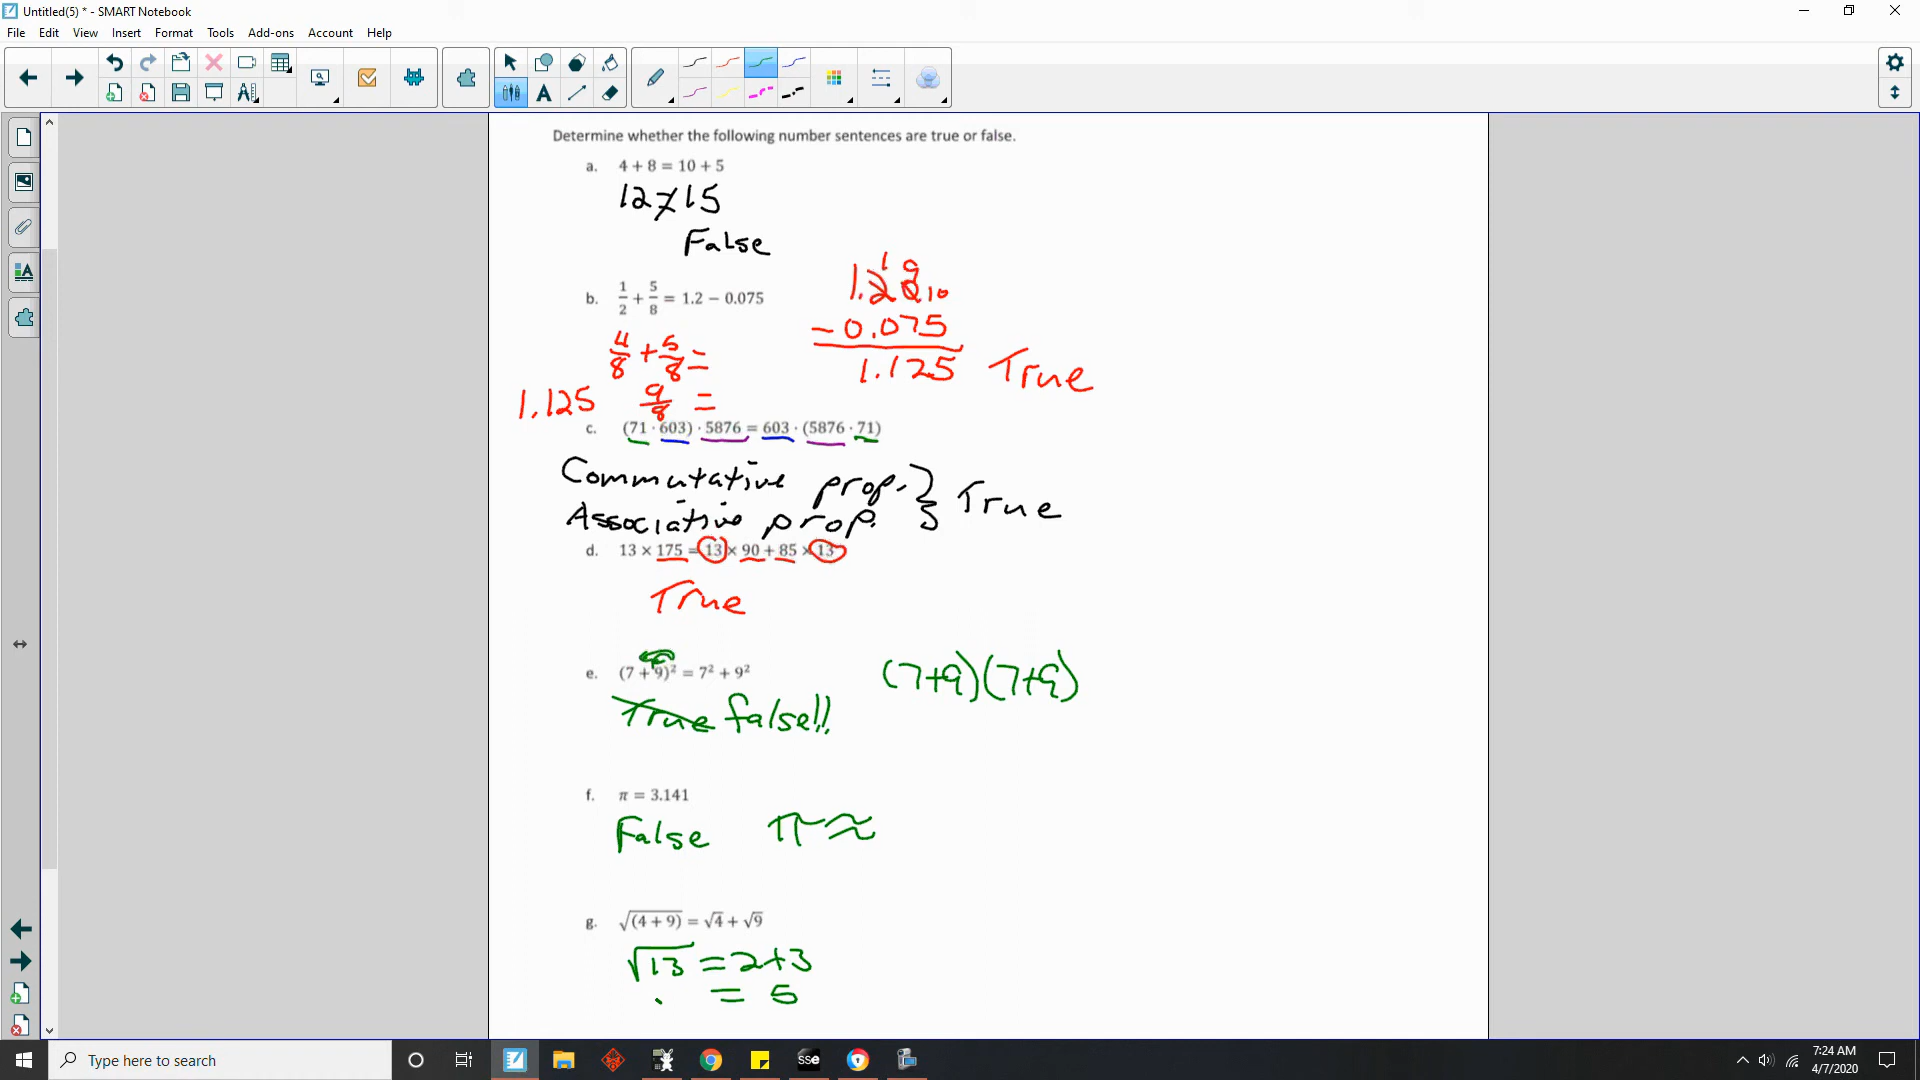 Untitled(5) * - SMART Notebook
File Edit View Insert Format Tools Add-ons Account Help
Determine whether the following number sentences are true or false.
a. 4 + 8 = 10 + 5
12 ≠ 15
False
b. 1/2 + 5/8 = 1.2 − 0.075
1 9
1.20 10
− 0.075
1.125 True
4/8 + 5/8 =
1.125 9/8 =
c. (71 · 603) · 5876 = 603 · (5876 · 71)
Commutative prop.
Associative prop. } True
d. 13 × 175 = 13 × 90 + 85 × 13
True
e. (7 + 9)² = 7² + 9² (7+9)(7+9)
True false!!
f. π = 3.141
False π ≈
g. √(4 + 9) = √4 + √9
√13 = 2+3
= 5
Type here to search
SSe
7:24 AM
4/7/2020